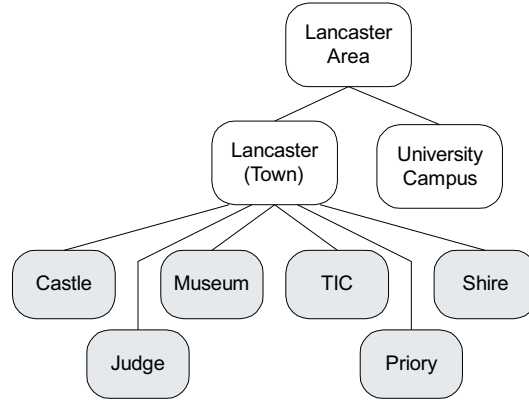 Lancaster
Area
Lancaster
(Town)
University
Campus
Castle
Museum
TIC
Shire
Judge
Priory